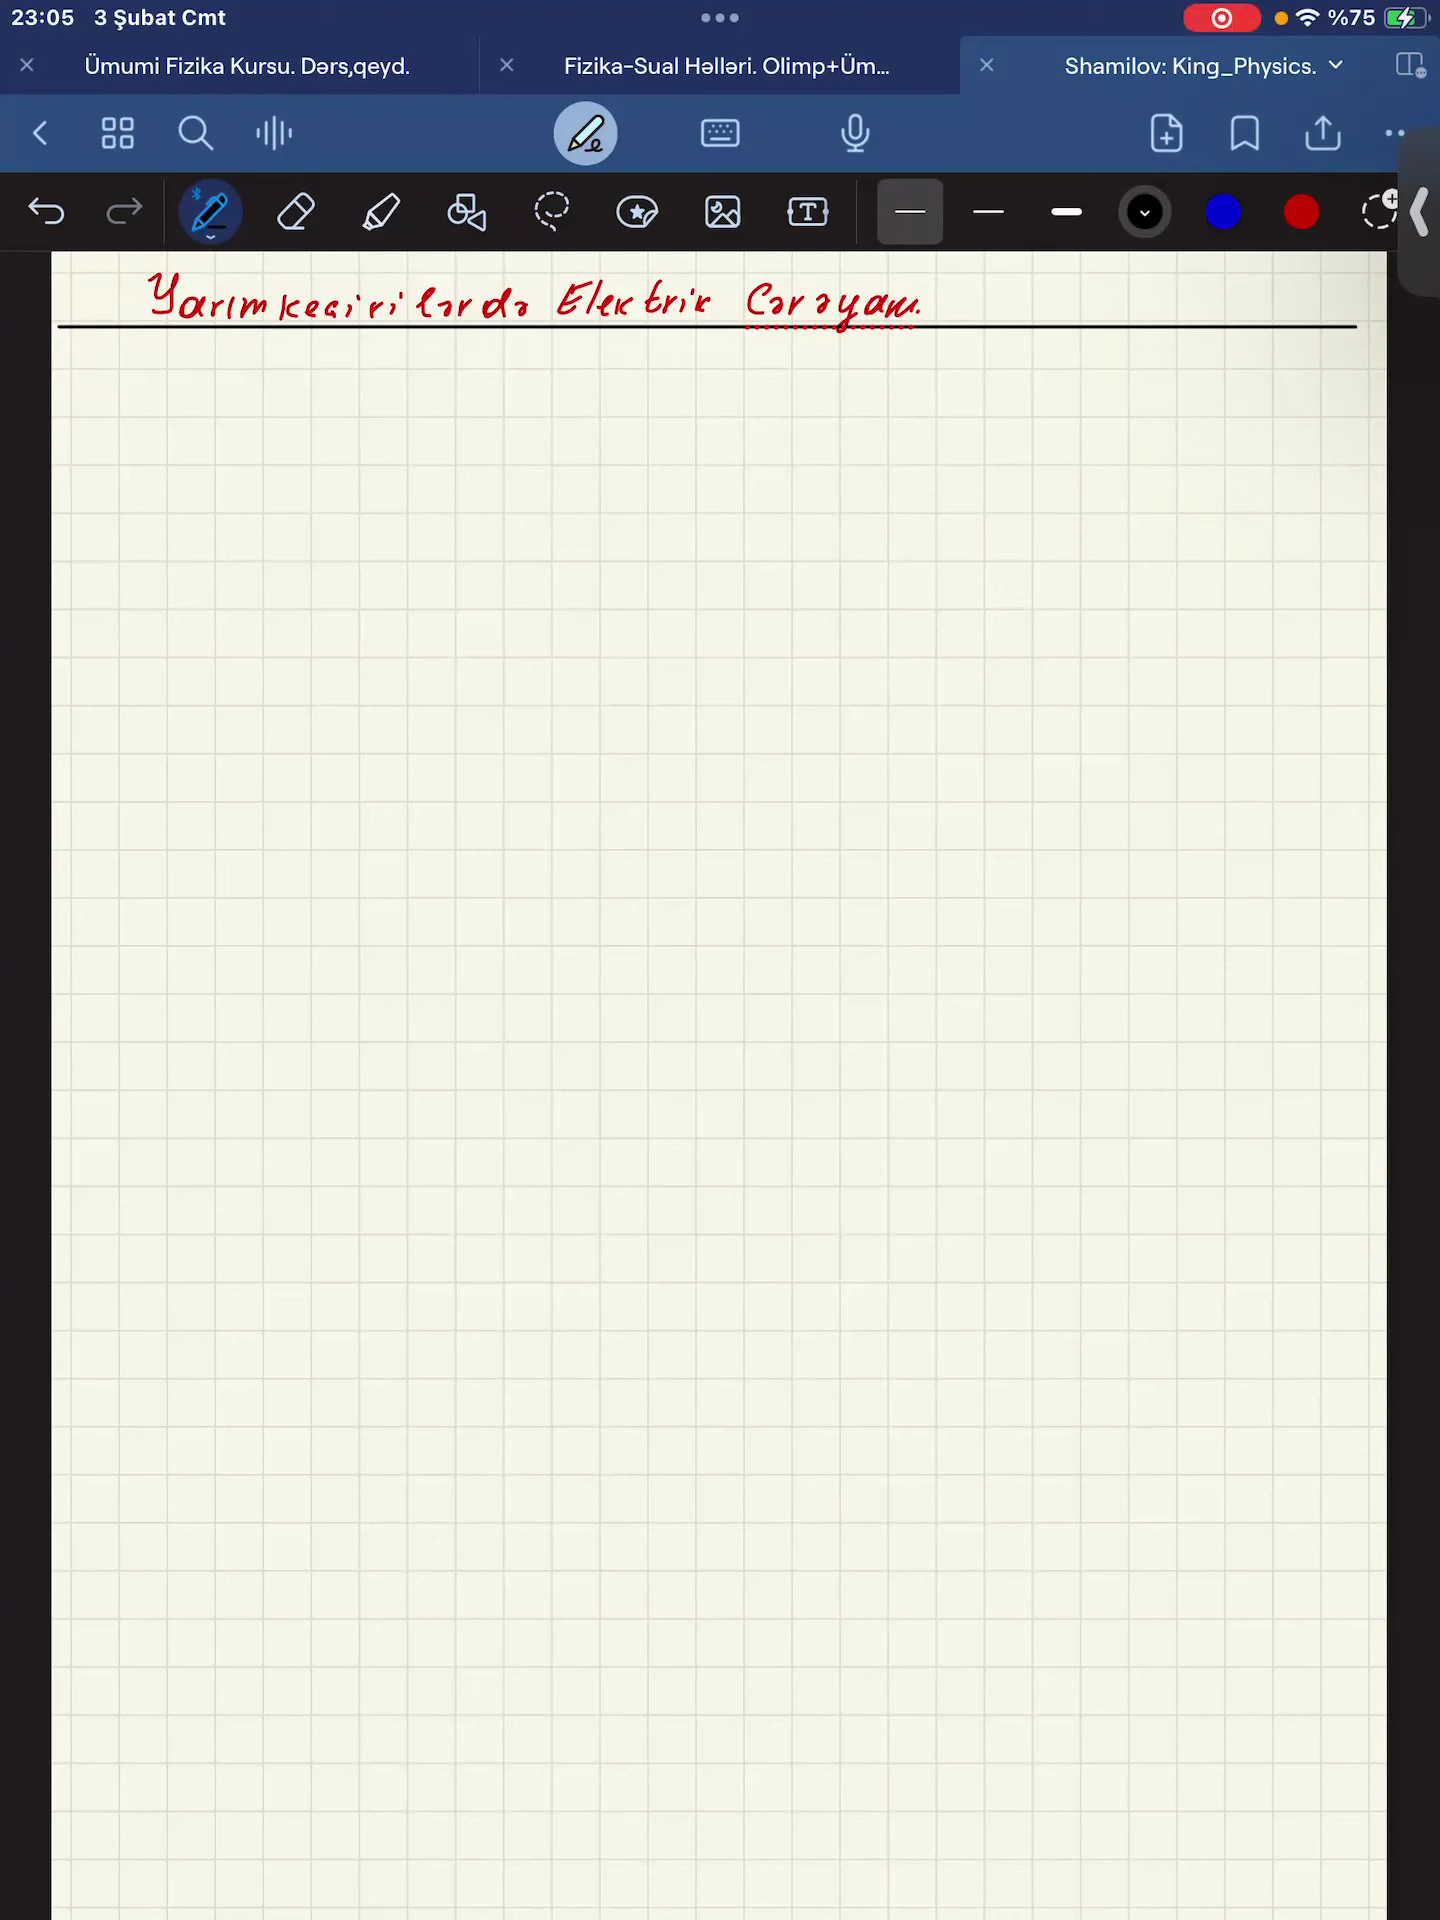 23:05 3 Şubat Cmt %75
Ümumi Fizika Kursu. Dərs,qeyd. Fizika-Sual Həlləri. Olimp+Üm... Shamilov: King_Physics.
Yarımkeçirilərdə Elektrik Cərəyanı.